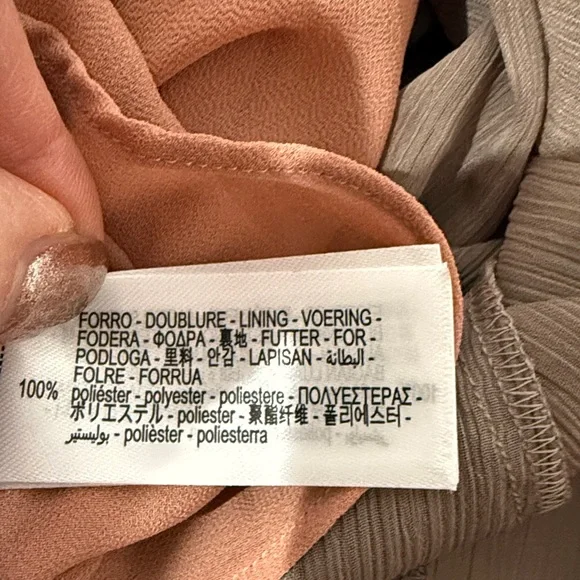 FORRO - DOUBLURE - LINING - VOERING -
FODERA - ΦΟΔΡΑ - 裏地 - FUTTER - FOR -
PODLOGA - 里料 - 안감 - LAPISAN - البطانة -
FOLRE - FORRUA
100% poliéster - polyester - poliestere - ΠΟΛΥΕΣΤΕΡΑΣ -
ポリエステル - poliester - 聚酯纤维 - 폴리에스터 -
بوليستير - polièster - poliesterra